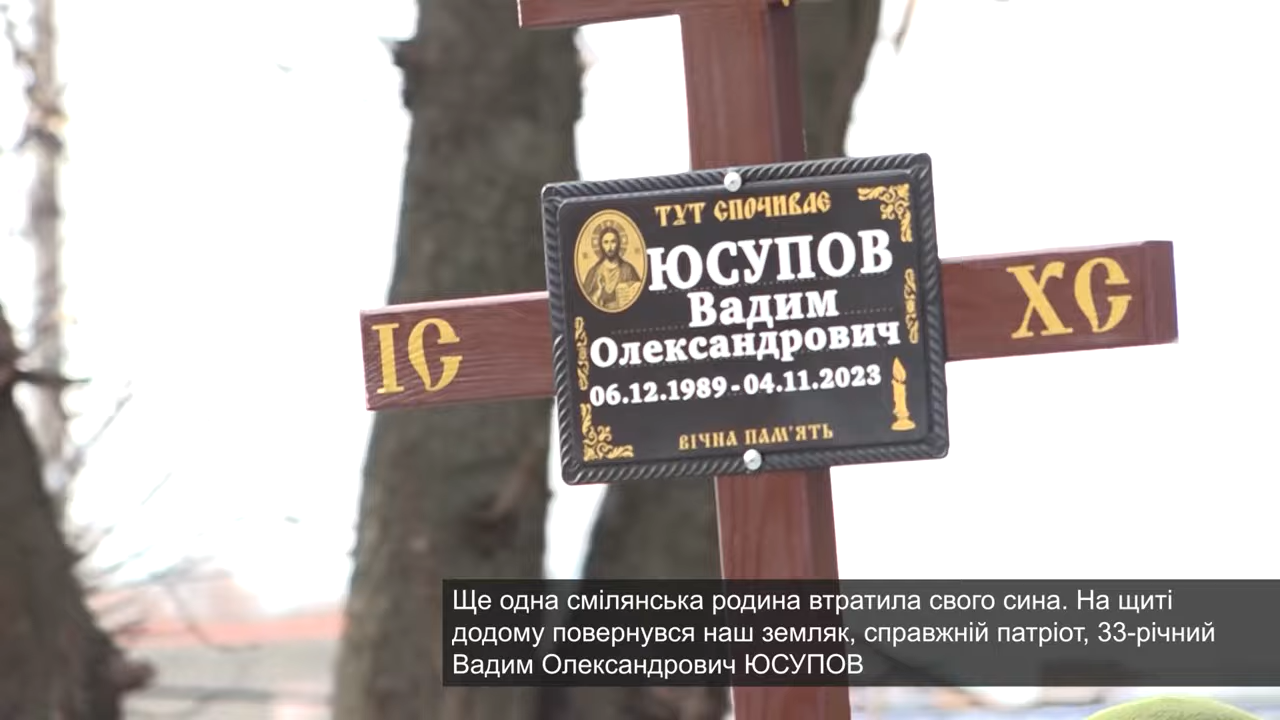 ТУТ СПОЧИВАЄ
ЮСУПОВ
Вадим
Олександрович
06.12.1989-04.11.2023
ВІЧНА ПАМ'ЯТЬ
ІС ХС
Ще одна смілянська родина втратила свого сина. На щиті
додому повернувся наш земляк, справжній патріот, 33-річний
Вадим Олександрович ЮСУПОВ